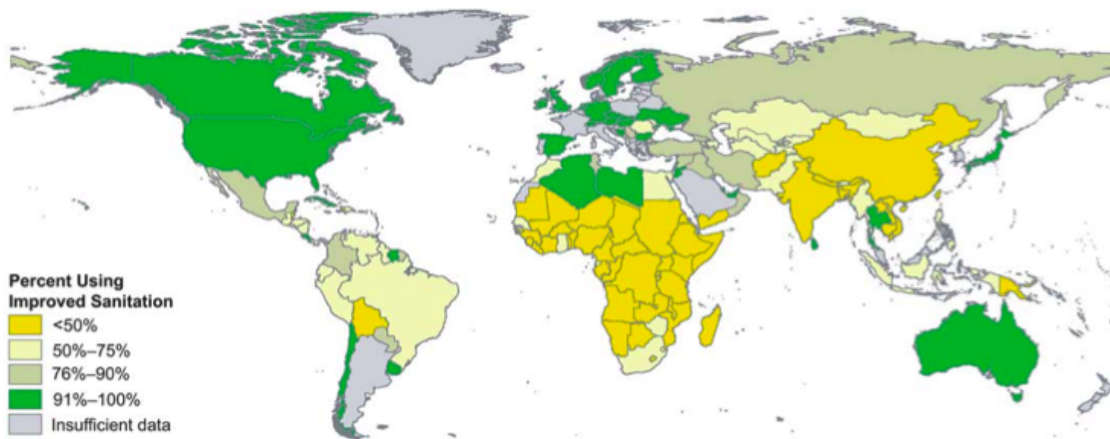 Percent Using
Improved Sanitation
<50%
50%–75%
76%–90%
91%–100%
Insufficient data